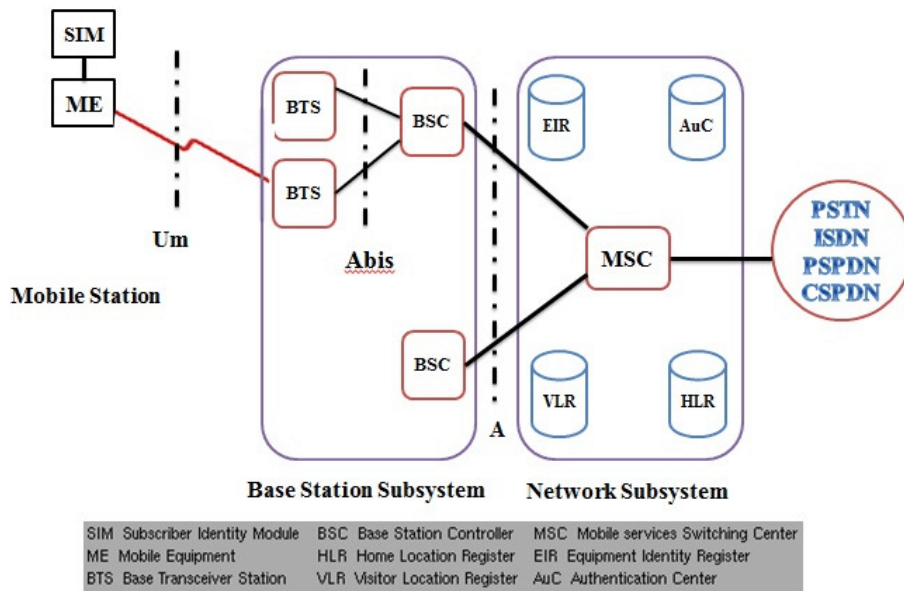 SIM
ME
Um
Mobile Station
BTS
BTS
BSC
Abis
BSC
A
EIR
AuC
MSC
VLR
HLR
PSTN
ISDN
PSPDN
CSPDN
Base Station Subsystem
Network Subsystem
SIM Subscriber Identity Module BSC Base Station Controller MSC Mobile services Switching Center
ME Mobile Equipment HLR Home Location Register EIR Equipment Identity Register
BTS Base Transceiver Station VLR Visitor Location Register AuC Authentication Center